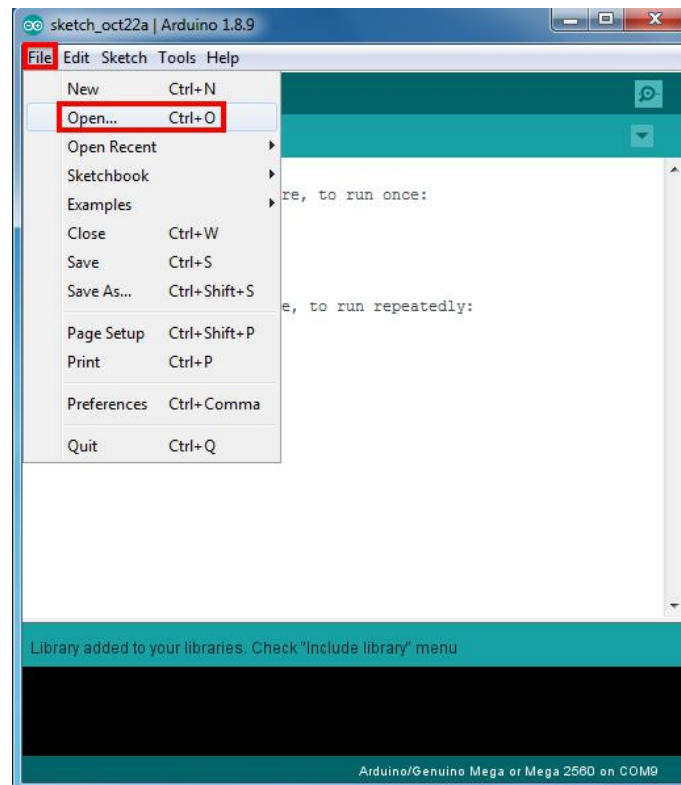 sketch_oct22a | Arduino 1.8.9
File Edit Sketch Tools Help
New Ctrl+N
Open... Ctrl+O
Open Recent
Sketchbook
re, to run once:
Examples
Close Ctrl+W
Save Ctrl+S
Save As... Ctrl+Shift+S
e, to run repeatedly:
Page Setup Ctrl+Shift+P
Print Ctrl+P
Preferences Ctrl+Comma
Quit Ctrl+Q
Library added to your libraries. Check "Include library" menu
Arduino/Genuino Mega or Mega 2560 on COM9